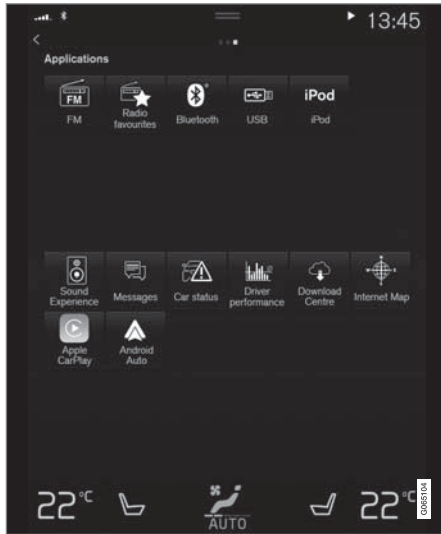 13:45
Applications
FM
FM
Radio
favourites
Bluetooth
USB
iPod
iPod
Sound
Experience
Messages
Car status
Driver
performance
Download
Centre
Internet Map
Apple
CarPlay
Android
Auto
22°C
AUTO
22°C
G065104